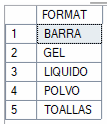 FORMAT
1 BARRA
2 GEL
3 LIQUIDO
4 POLVO
5 TOALLAS